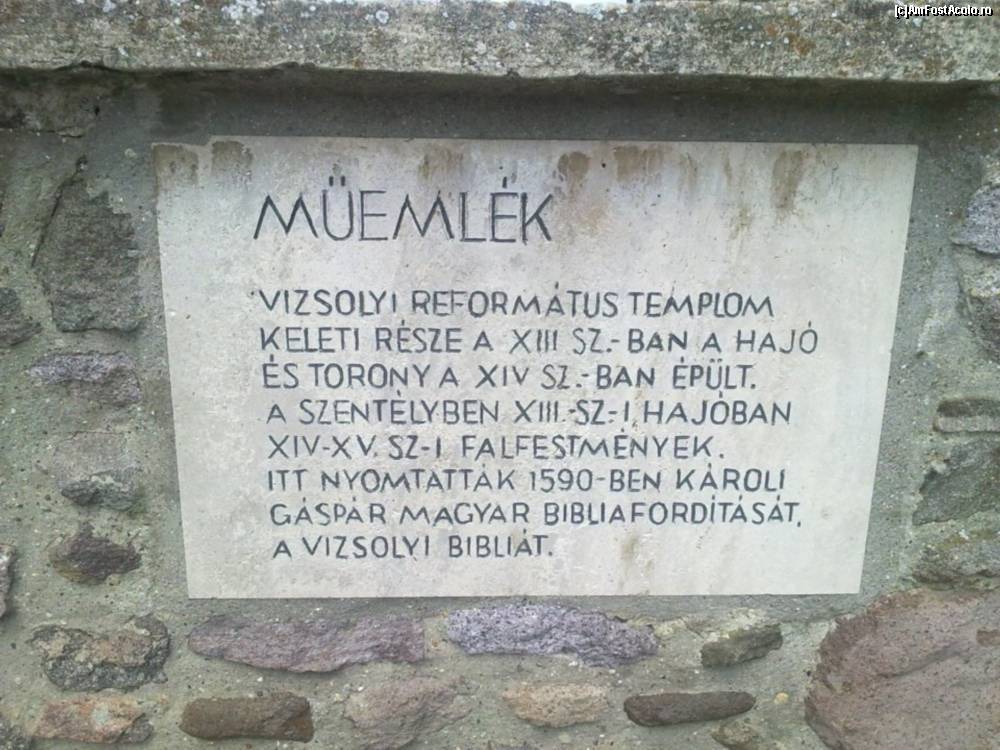 (c)AmFostAcolo.ro
MŰEMLÉK
VIZSOLYI REFORMÁTUS TEMPLOM
KELETI RÉSZE A XIII SZ.-BAN A HAJÓ
ÉS TORONY A XIV SZ.-BAN ÉPÜLT.
A SZENTÉLYBEN XIII.-SZ-I, HAJÓBAN
XIV-XV. SZ-I FALFESTMÉNYEK.
ITT NYOMTATTÁK 1590-BEN KÁROLI
GÁSPÁR MAGYAR BIBLIAFORDÍTÁSÁT,
A VIZSOLYI BIBLIÁT.